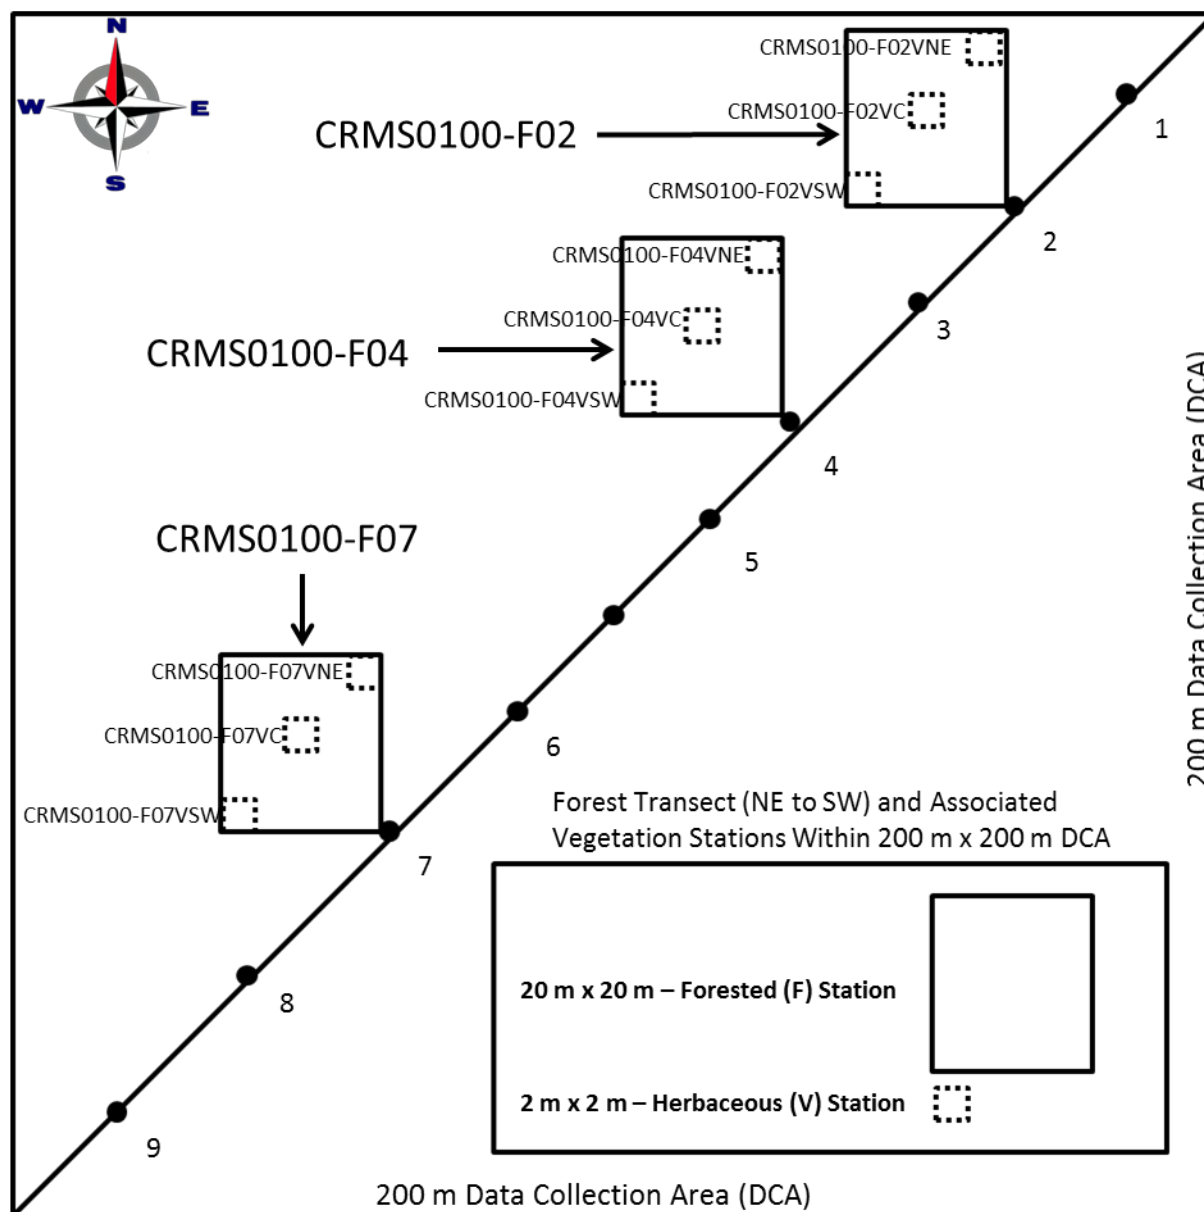 N
W
E
S
CRMS0100-F02VNE
CRMS0100-F02VC
CRMS0100-F02
CRMS0100-F02VSW
1
2
CRMS0100-F04VNE
CRMS0100-F04VC
CRMS0100-F04
CRMS0100-F04VSW
3
4
200 m Data Collection Area (DCA)
CRMS0100-F07
5
CRMS0100-F07VNE
CRMS0100-F07VC
CRMS0100-F07VSW
6
7
Forest Transect (NE to SW) and Associated
Vegetation Stations Within 200 m x 200 m DCA
20 m x 20 m – Forested (F) Station
2 m x 2 m – Herbaceous (V) Station
8
9
200 m Data Collection Area (DCA)